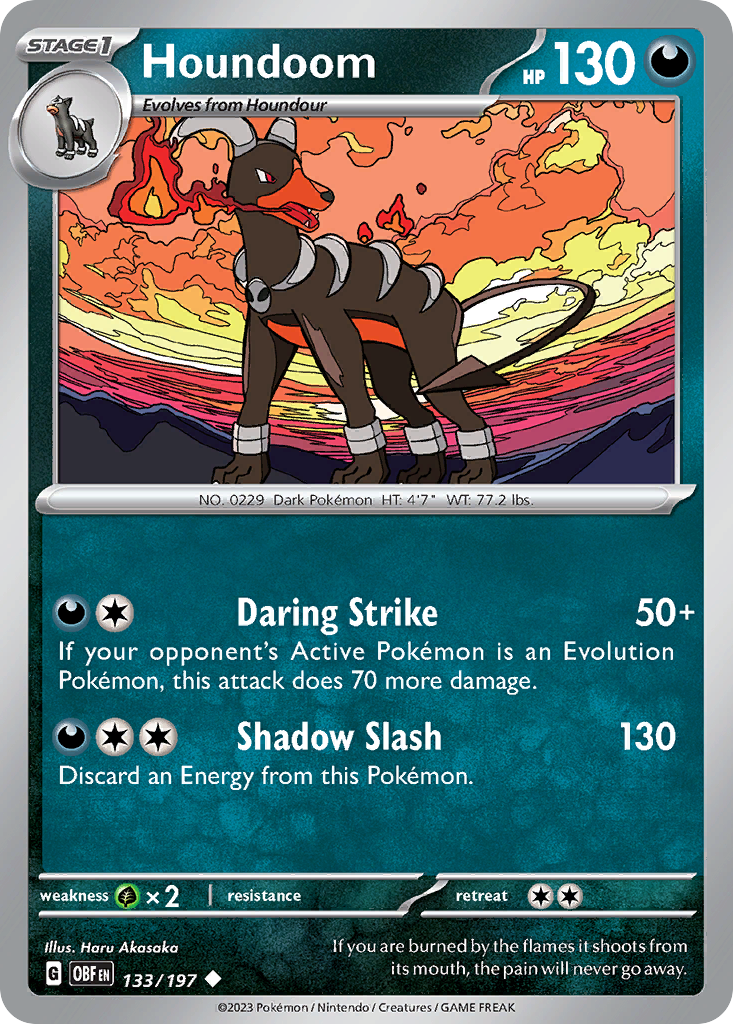 STAGE1
Houndoom
HP 130
Evolves from Houndour
NO. 0229 Dark Pokémon HT: 4'7" WT: 77.2 lbs.
Daring Strike 50+
If your opponent's Active Pokémon is an Evolution
Pokémon, this attack does 70 more damage.
Shadow Slash 130
Discard an Energy from this Pokémon.
weakness ×2 resistance retreat
Illus. Haru Akasaka
If you are burned by the flames it shoots from
its mouth, the pain will never go away.
G OBF EN 133/197
©2023 Pokémon / Nintendo / Creatures / GAME FREAK